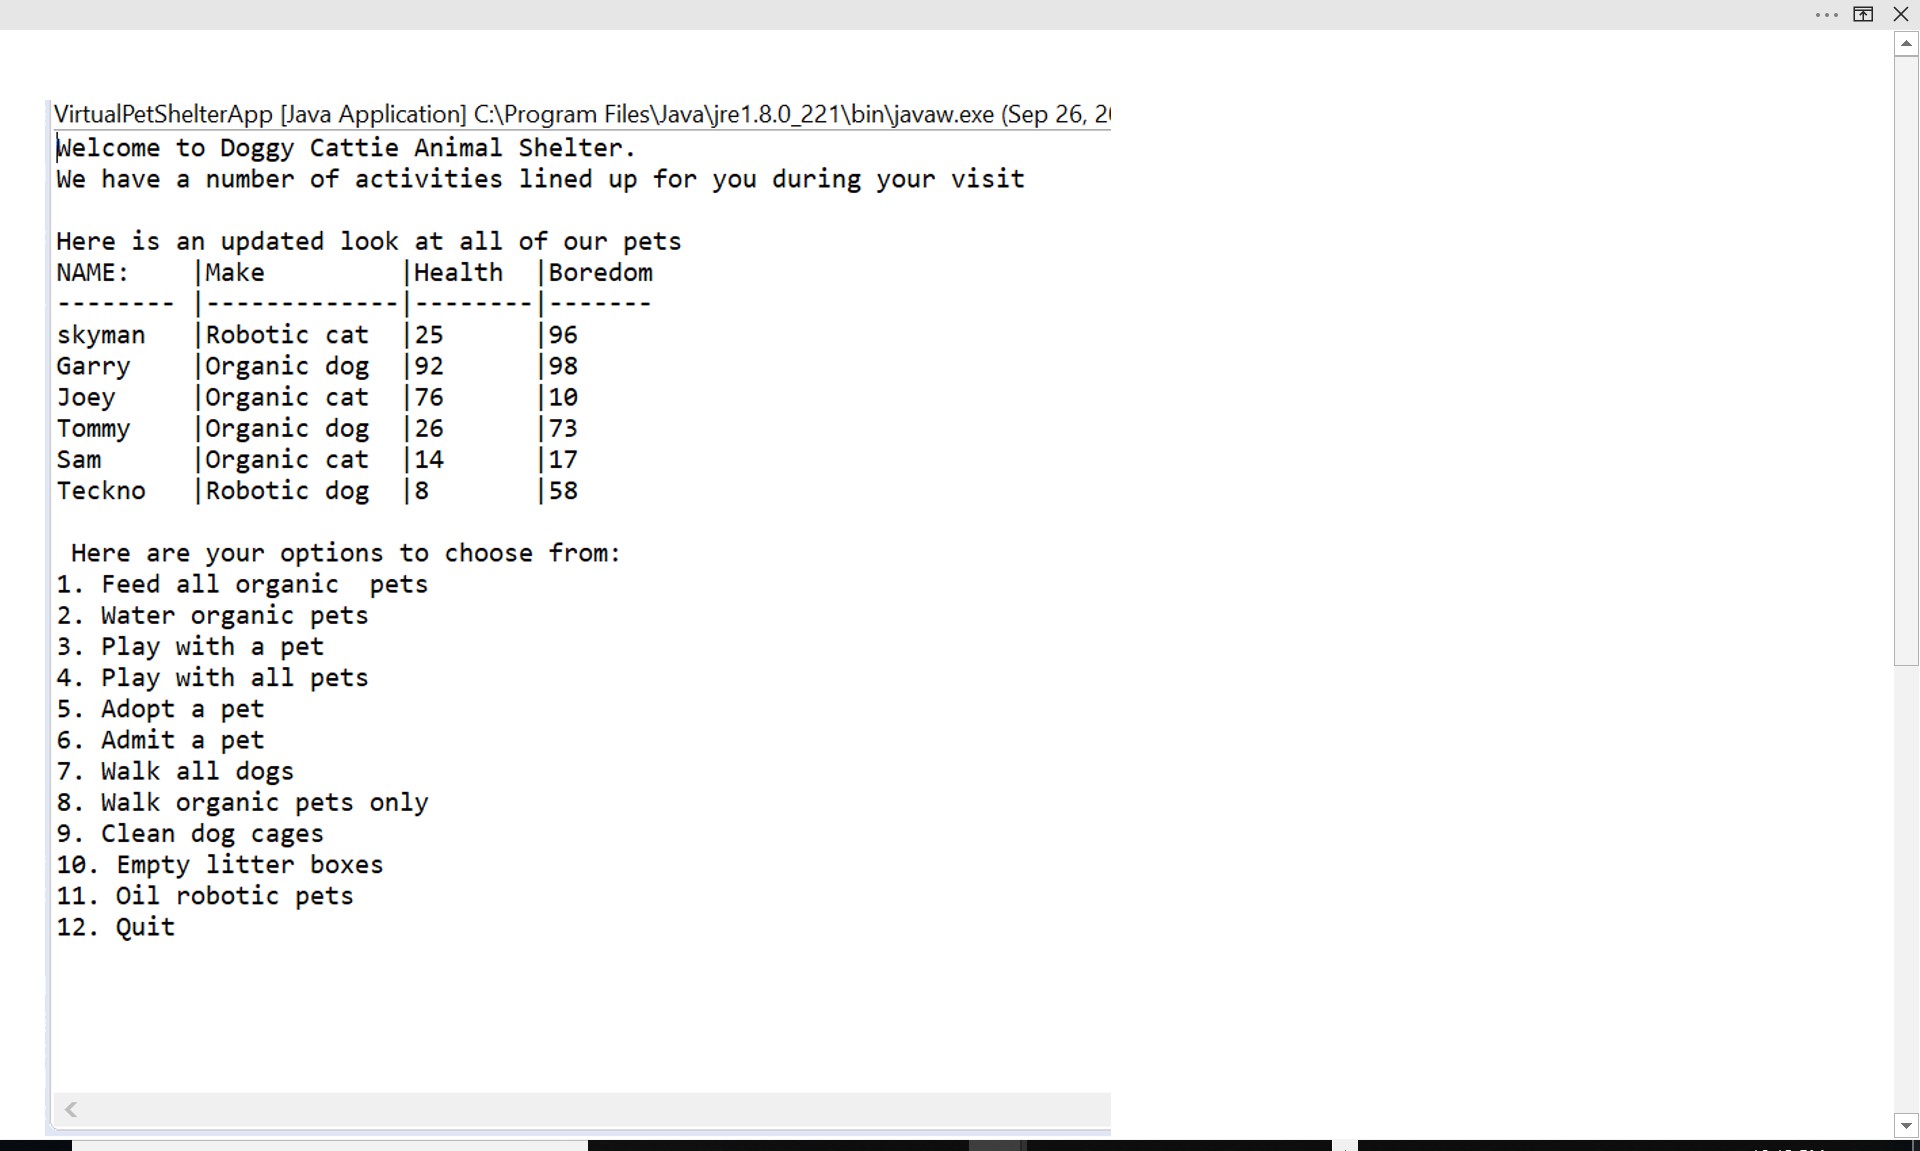 VirtualPetShelterApp [Java Application] C:\Program Files\Java\jre1.8.0_221\bin\javaw.exe (Sep 26, 2
Welcome to Doggy Cattie Animal Shelter.
We have a number of activities lined up for you during your visit
Here is an updated look at all of our pets
NAME:    |Make         |Health  |Boredom
-------- |-------------|--------|-------
skyman   |Robotic cat  |25      |96
Garry    |Organic dog  |92      |98
Joey     |Organic cat  |76      |10
Tommy    |Organic dog  |26      |73
Sam      |Organic cat  |14      |17
Teckno   |Robotic dog  |8       |58
Here are your options to choose from:
1. Feed all organic  pets
2. Water organic pets
3. Play with a pet
4. Play with all pets
5. Adopt a pet
6. Admit a pet
7. Walk all dogs
8. Walk organic pets only
9. Clean dog cages
10. Empty litter boxes
11. Oil robotic pets
12. Quit